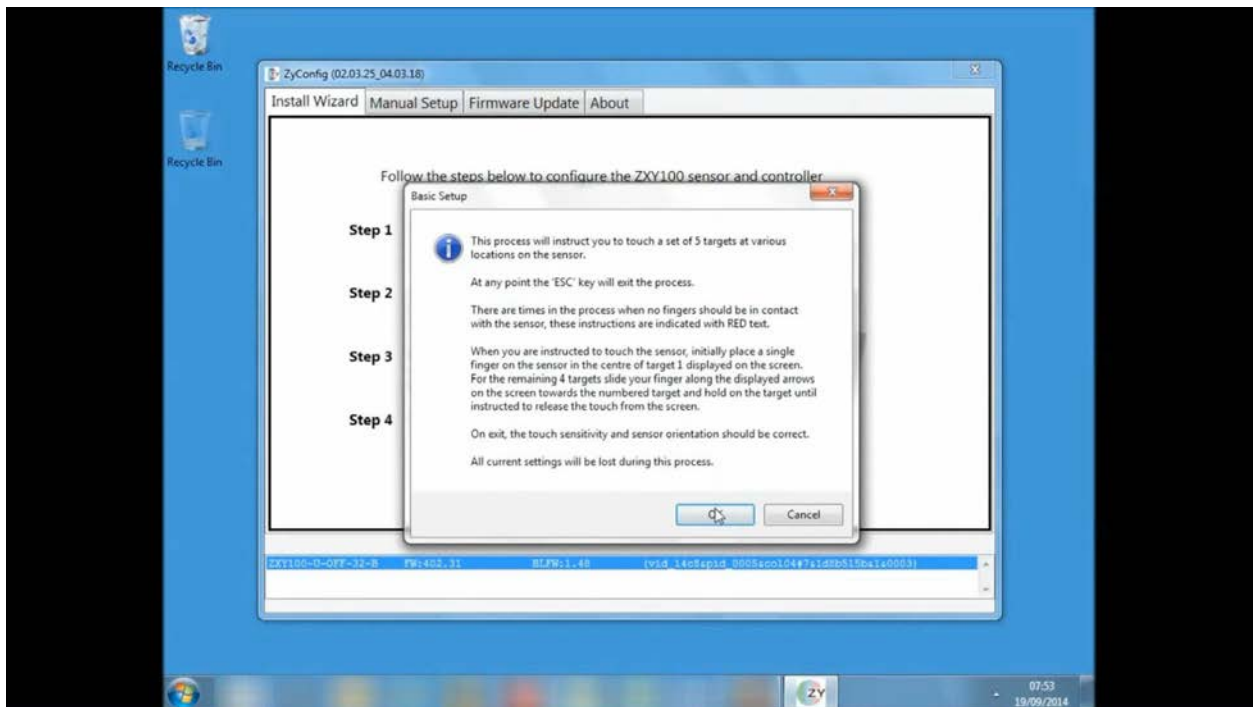 Recycle Bin
ZyConfig (02.03.25_04.03.18)
Install Wizard Manual Setup Firmware Update About
Recycle Bin
Follow the steps below to configure the ZXY100 sensor and controller
Basic Setup
Step 1
This process will instruct you to touch a set of 5 targets at various
locations on the sensor.
At any point the 'ESC' key will exit the process.
Step 2
There are times in the process when no fingers should be in contact
with the sensor, these instructions are indicated with RED text.
Step 3
When you are instructed to touch the sensor, initially place a single
finger on the sensor in the centre of target 1 displayed on the screen.
For the remaining 4 targets slide your finger along the displayed arrows
on the screen towards the numbered target and hold on the target until
instructed to release the touch from the screen.
Step 4
On exit, the touch sensitivity and sensor orientation should be correct.
All current settings will be lost during this process.
Cancel
ZXY100-U-OFF-32-B FW:402.31 BLFW:1.48
ZY
07:53
19/09/2014